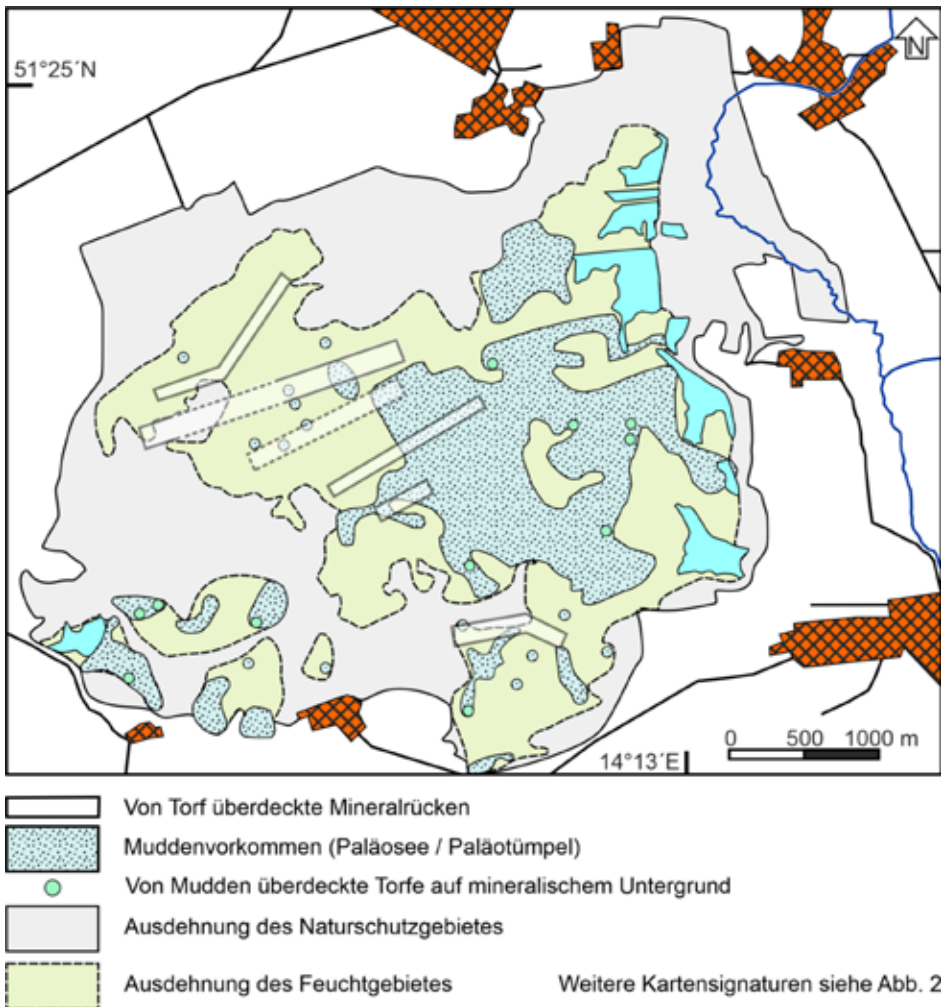 51°25´N
N
14°13´E
0 500 1000 m
Von Torf überdeckte Mineralrücken
Muddenvorkommen (Paläosee / Paläotümpel)
Von Mudden überdeckte Torfe auf mineralischem Untergrund
Ausdehnung des Naturschutzgebietes
Ausdehnung des Feuchtgebietes Weitere Kartensignaturen siehe Abb. 2